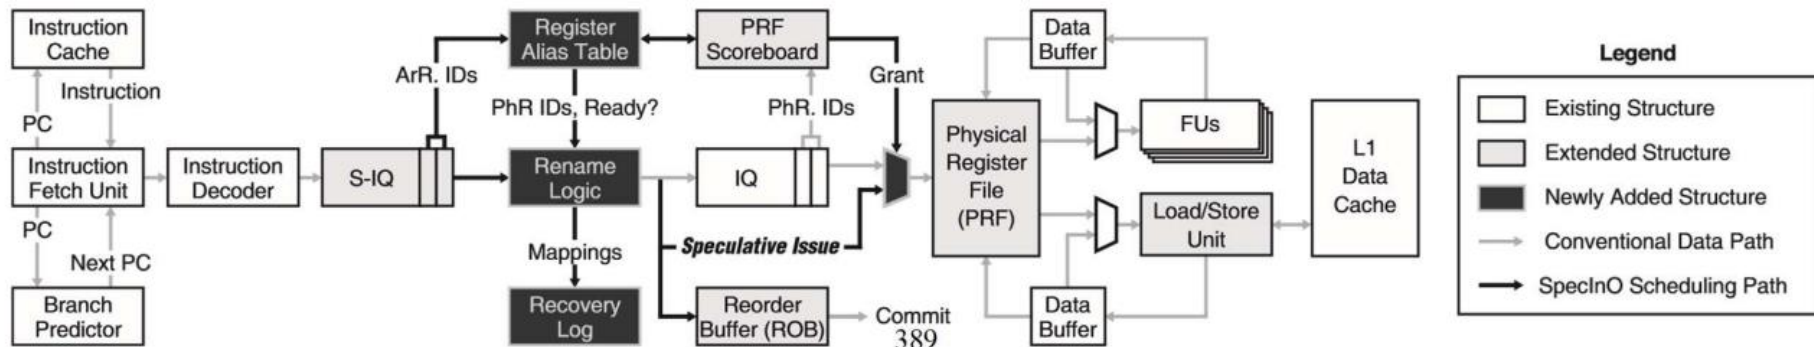 Instruction
Cache
PC
Instruction
Instruction
Fetch Unit
PC
Next PC
Branch
Predictor
Instruction
Decoder
S-IQ
ArR. IDs
Register
Alias Table
PhR IDs, Ready?
Rename
Logic
Mappings
Recovery
Log
PRF
Scoreboard
PhR. IDs
IQ
Grant
Speculative Issue
Reorder
Buffer (ROB)
Commit
389
Physical
Register
File
(PRF)
Data
Buffer
FUs
Load/Store
Unit
Data
Buffer
L1
Data
Cache
Legend
Existing Structure
Extended Structure
Newly Added Structure
Conventional Data Path
SpecInO Scheduling Path